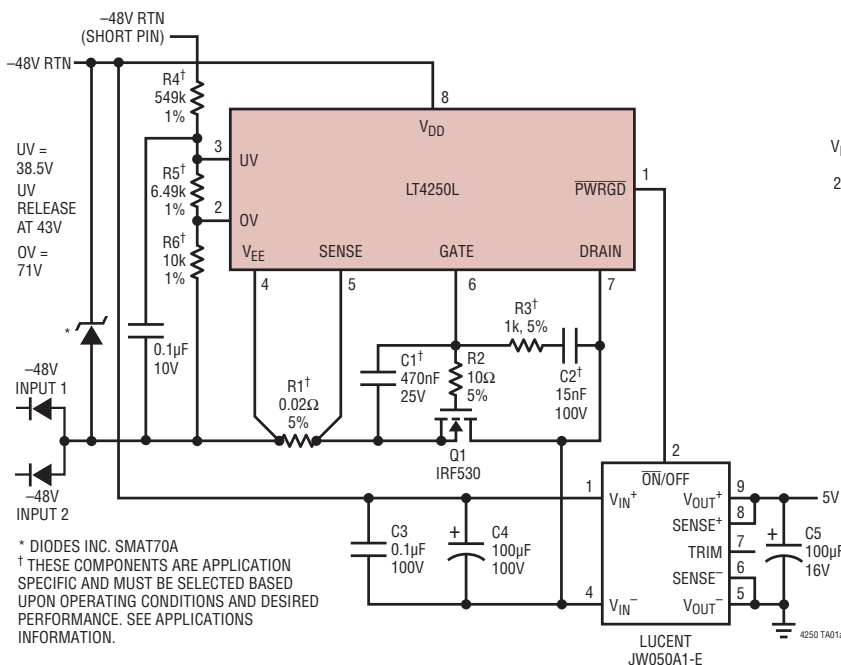 –48V RTN
(SHORT PIN)
–48V RTN
R4†
549k
1%
8
VDD
UV =
38.5V
UV
RELEASE
AT 43V
OV =
71V
3
UV
R5†
6.49k
1%
2
OV
R6†
10k
1%
LT4250L
PWRGD
1
VEE
SENSE
GATE
DRAIN
4
5
6
7
*
0.1µF
10V
–48V
INPUT 1
–48V
INPUT 2
R1†
0.02Ω
5%
C1†
470nF
25V
R2
10Ω
5%
R3†
1k, 5%
C2†
15nF
100V
Q1
IRF530
2
ON/OFF
1
VIN+
VOUT+
9
5V
SENSE+
8
TRIM
7
SENSE–
6
4
VIN–
VOUT–
5
C3
0.1µF
100V
+
C4
100µF
100V
+
C5
100µF
16V
LUCENT
JW050A1-E
* DIODES INC. SMAT70A
† THESE COMPONENTS ARE APPLICATION
SPECIFIC AND MUST BE SELECTED BASED
UPON OPERATING CONDITIONS AND DESIRED
PERFORMANCE. SEE APPLICATIONS
INFORMATION.
2